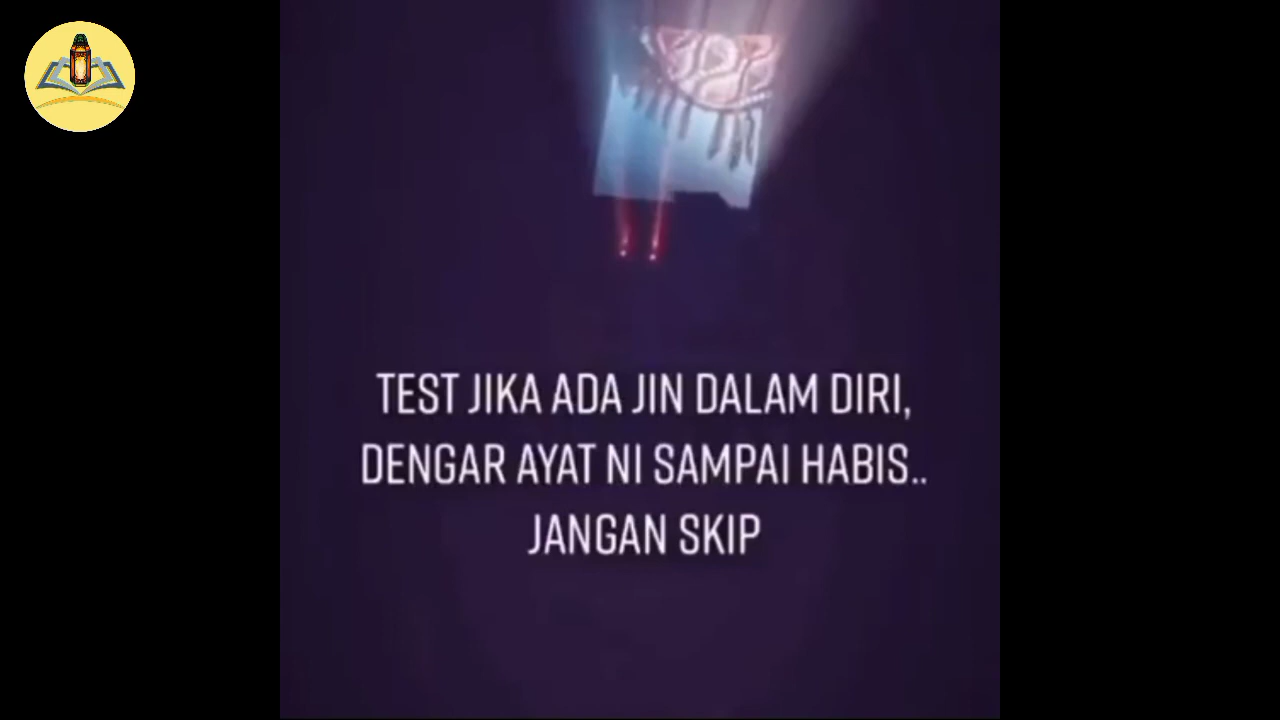 TEST JIKA ADA JIN DALAM DIRI,
DENGAR AYAT NI SAMPAI HABIS..
JANGAN SKIP